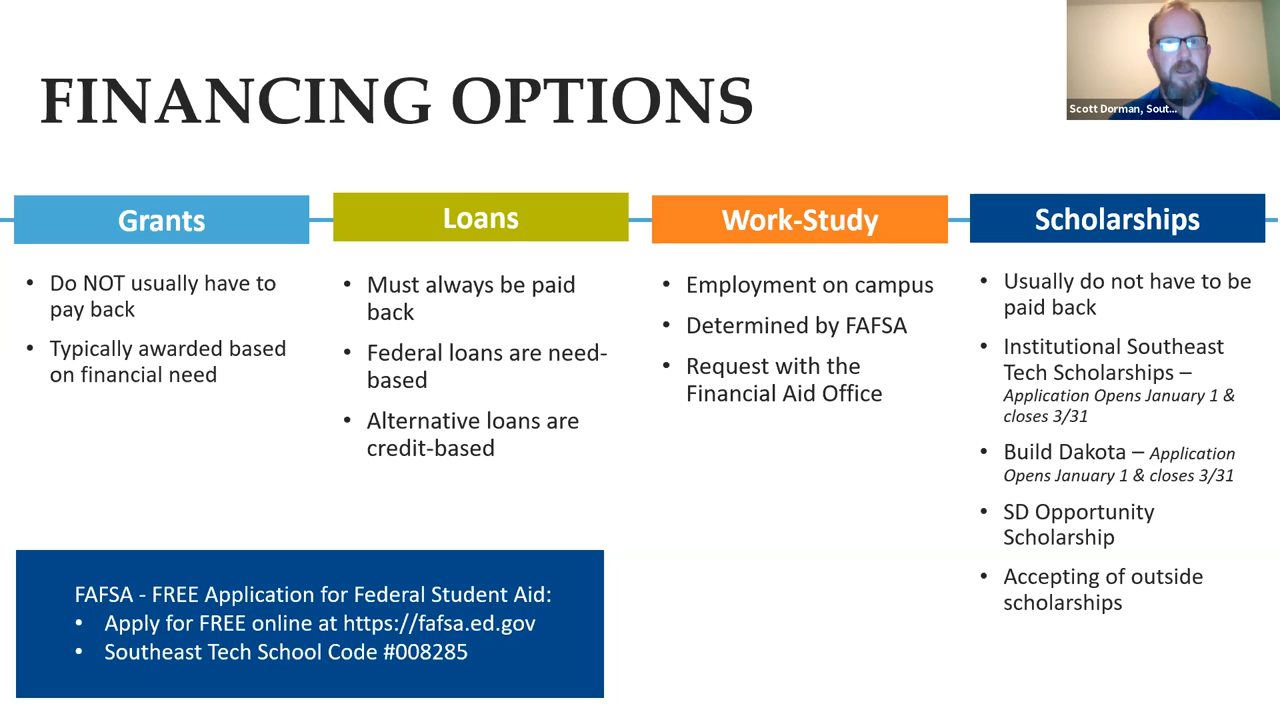 FINANCING OPTIONS
Scott Dorman, Sout...
Grants
• Do NOT usually have to
pay back
• Typically awarded based
on financial need
Loans
• Must always be paid
back
• Federal loans are need-
based
• Alternative loans are
credit-based
Work-Study
• Employment on campus
• Determined by FAFSA
• Request with the
Financial Aid Office
Scholarships
• Usually do not have to be
paid back
• Institutional Southeast
Tech Scholarships –
Application Opens January 1 &
closes 3/31
• Build Dakota – Application
Opens January 1 & closes 3/31
• SD Opportunity
Scholarship
• Accepting of outside
scholarships
FAFSA - FREE Application for Federal Student Aid:
• Apply for FREE online at https://fafsa.ed.gov
• Southeast Tech School Code #008285